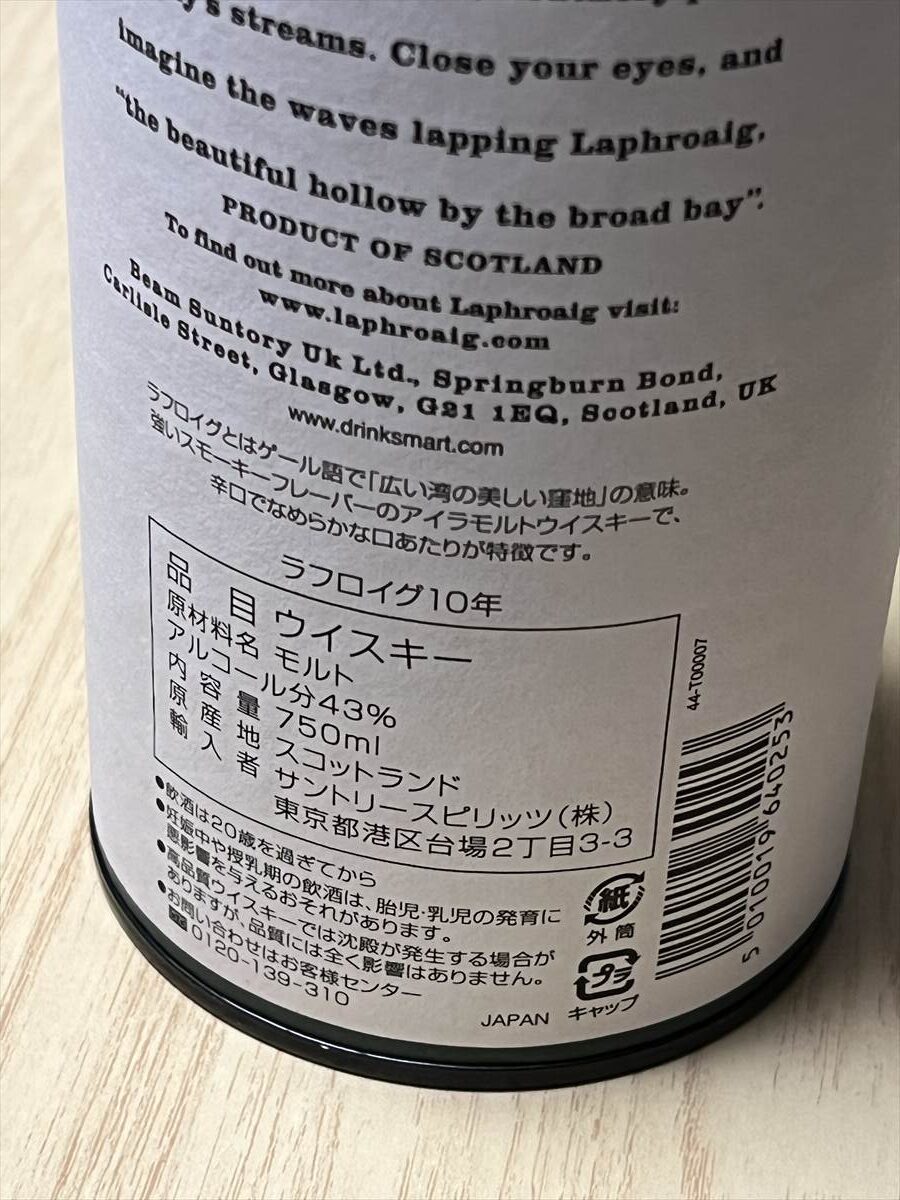 streams. Close your eyes, and
imagine the waves lapping Laphroaig,
“the beautiful hollow by the broad bay”.
PRODUCT OF SCOTLAND
To find out more about Laphroaig visit:
www.laphroaig.com
Beam Suntory Uk Ltd., Springburn Bond,
Carlisle Street, Glasgow, G21 1EQ, Scotland, UK
www.drinksmart.com
ラフロイグとはゲール語で「広い湾の美しい窪地」の意味。
強いスモーキーフレーバーのアイラモルトウイスキーで、
辛口でなめらかな口あたりが特徴です。
ラフロイグ10年
品目 ウイスキー
原材料名 モルト
アルコール分43%
内容量 750ml
原産地 スコットランド
輸入者 サントリースピリッツ(株)
東京都港区台場2丁目3-3
●飲酒は20歳を過ぎてから
●妊娠中や授乳期の飲酒は、胎児・乳児の発育に
悪影響を与えるおそれがあります。
●高品質ウイスキーでは沈殿が発生する場合が
ありますが、品質には全く影響はありません。
●お問い合わせはお客様センター
0120-139-310
紙
外筒
プラ
キャップ
JAPAN
44-T00007
5 010019 640253